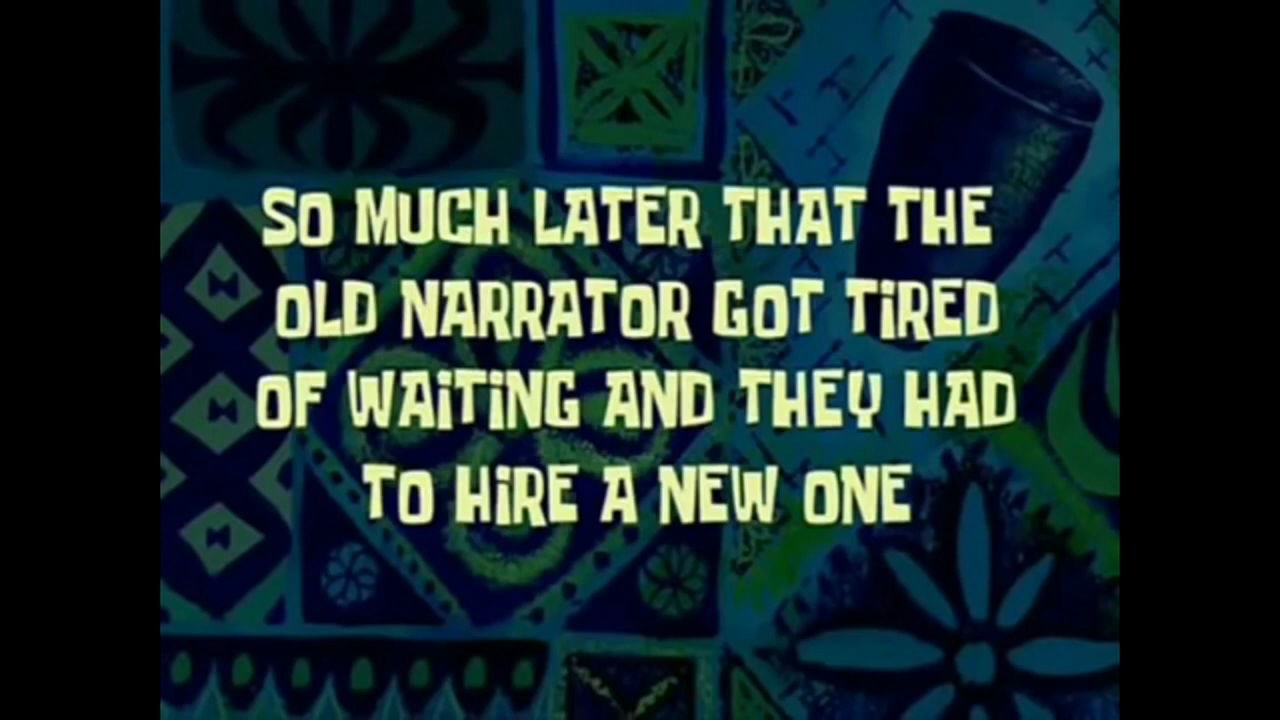 SO MUCH LATER THAT THE
OLD NARRATOR GOT TiRED
OF WAiTiNG AND THEY HAD
TO HiRE A NEW ONE